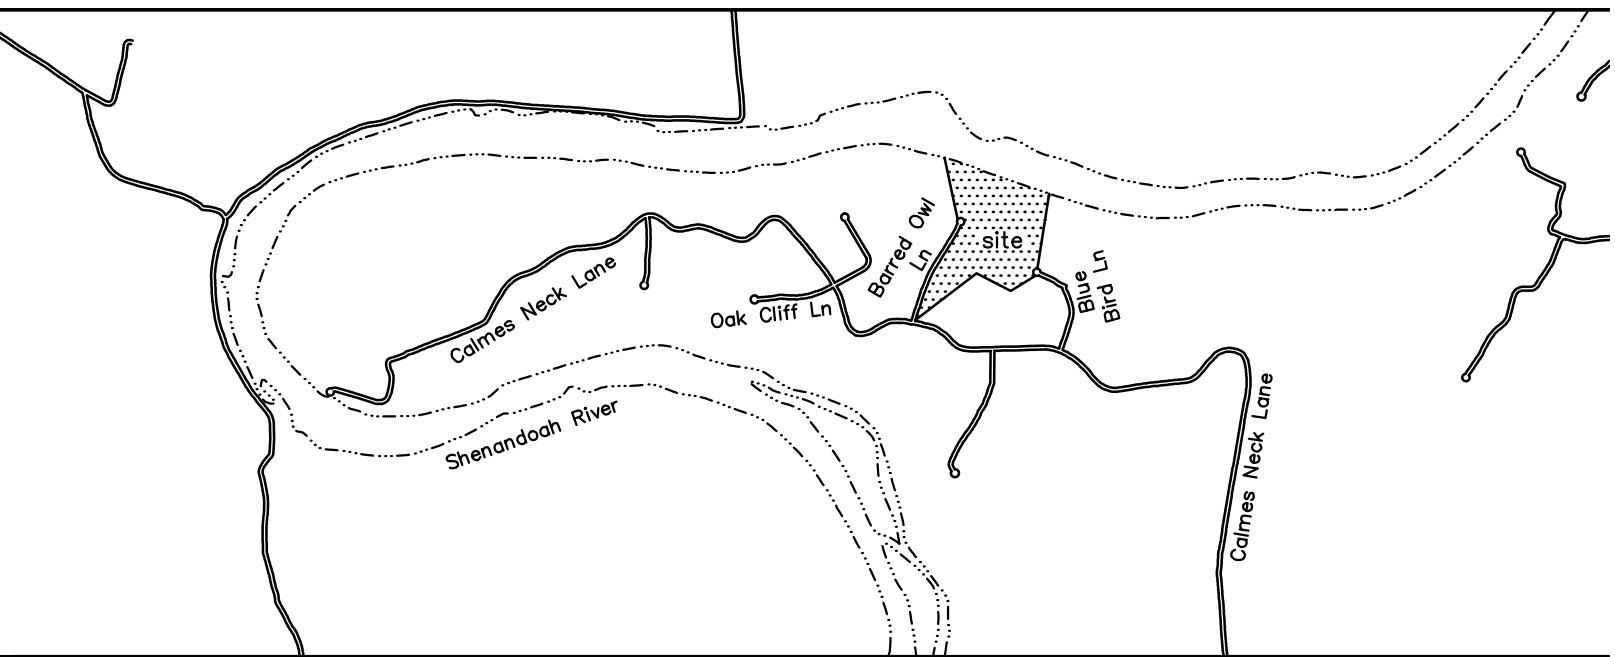 Barred Owl
Ln
site
Blue
Bird Ln
Calmes Neck Lane
Oak Cliff Ln
Shenandoah River
Calmes Neck Lane